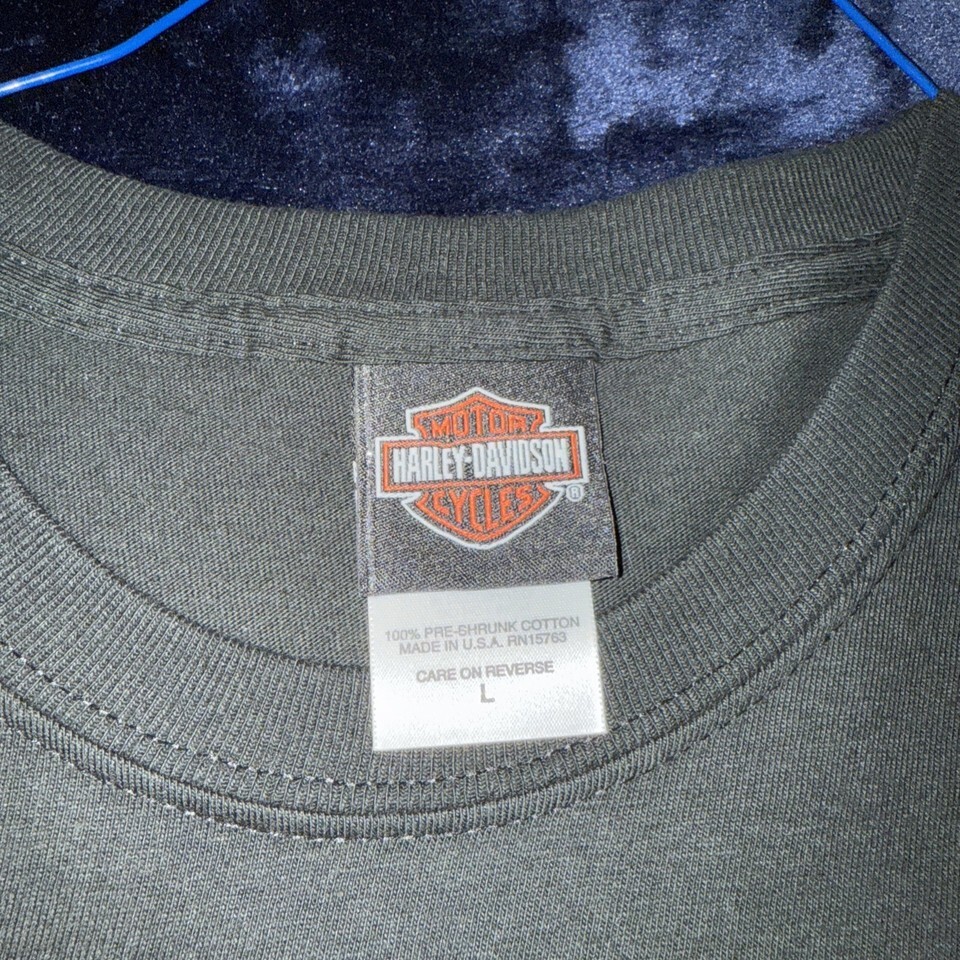 MOTOR
HARLEY-DAVIDSON
CYCLES
®
100% PRE-SHRUNK COTTON
MADE IN U.S.A. RN15763
CARE ON REVERSE
L